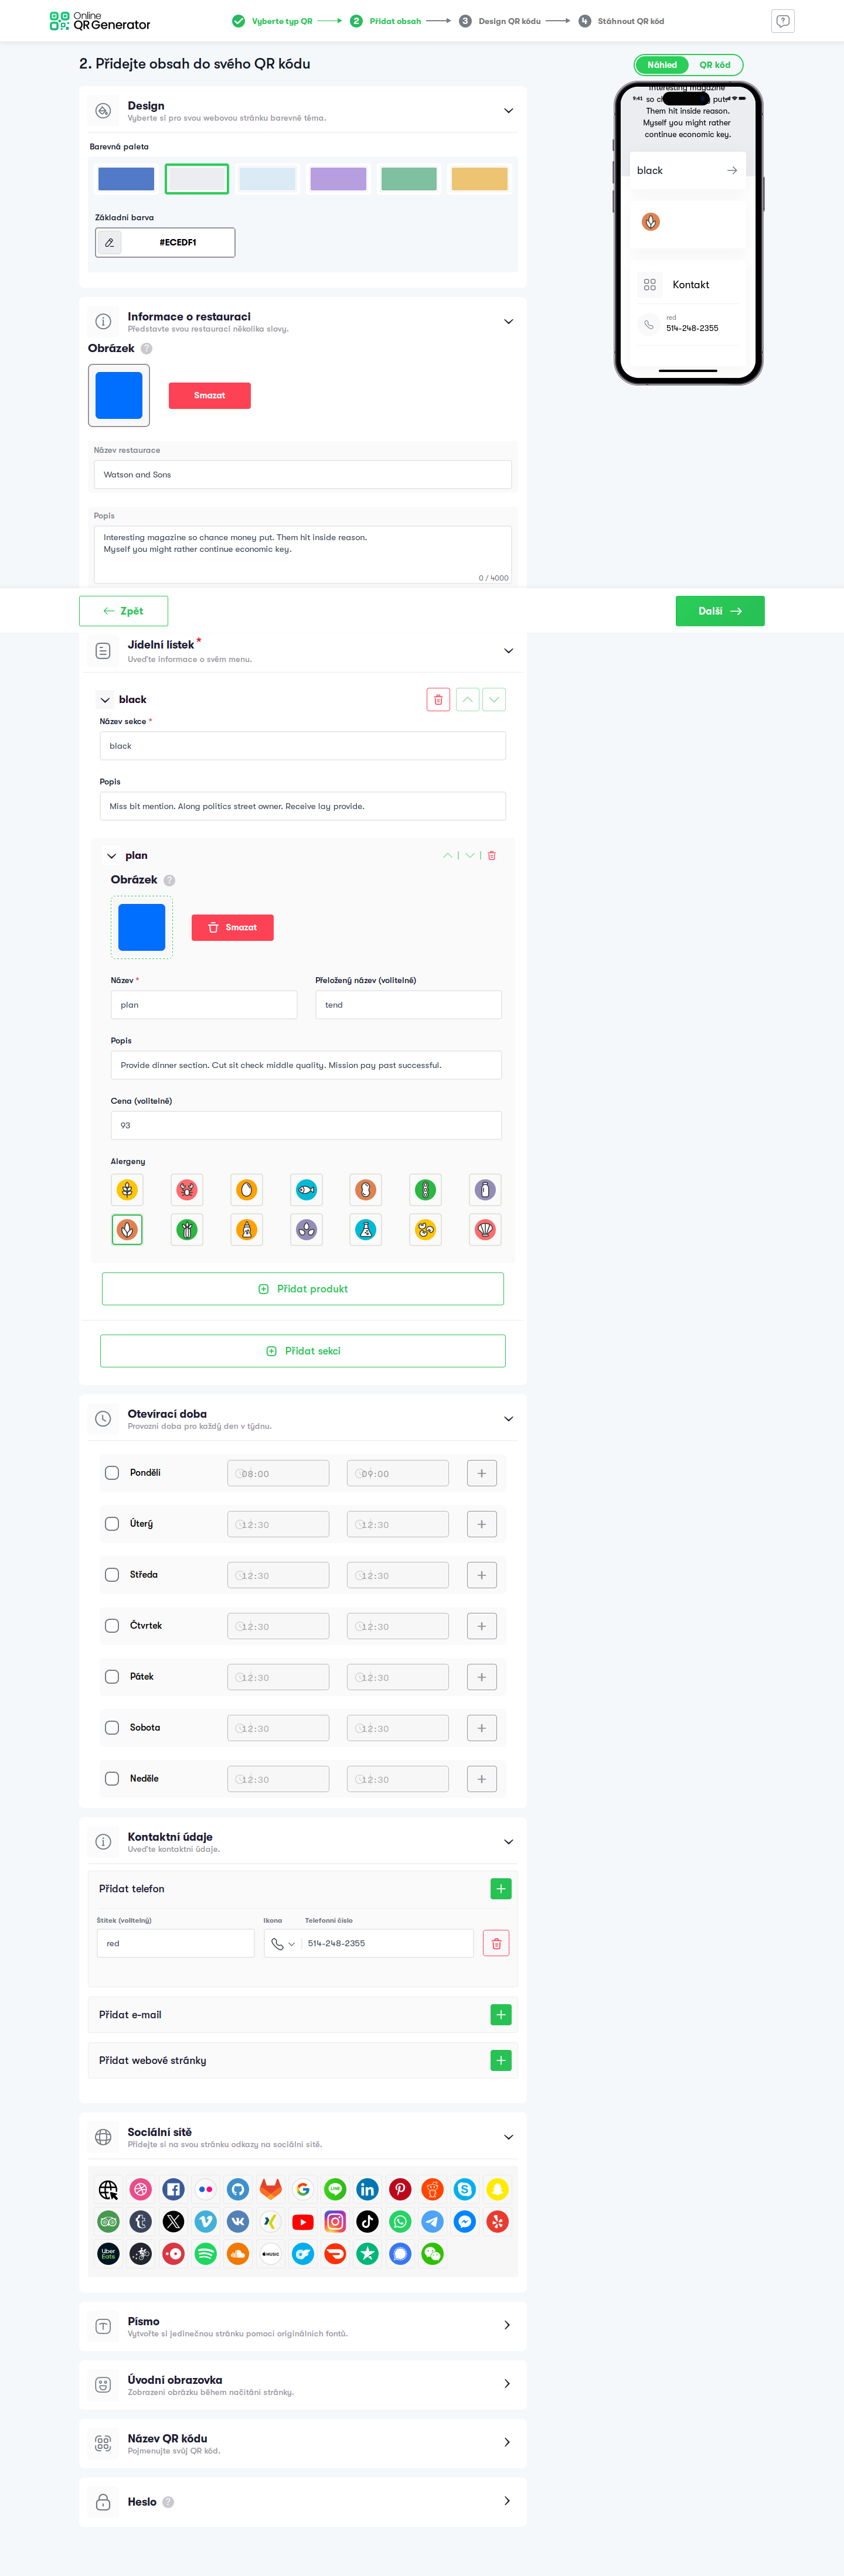 Online
QR Generator
Vyberte typ QR
2
Přidat obsah
3
Design QR kódu
4
Stáhnout QR kód
2. Přidejte obsah do svého QR kódu
Náhled
QR kód
Design
Vyberte si pro svou webovou stránku barevné téma.
Barevná paleta
Základní barva
#ECEDF1
Informace o restauraci
Představte svou restauraci několika slovy.
Obrázek ?
Smazat
Název restaurace
Watson and Sons
Popis
Interesting magazine so chance money put. Them hit inside reason.
Myself you might rather continue economic key.
0 / 4000
9:41
Interesting magazine
so ch
y put.
Them hit inside reason.
Myself you might rather
continue economic key.
black
Kontakt
red
514-248-2355
Zpět
Další
Jídelní lístek *
Uveďte informace o svém menu.
black
Název sekce *
black
Popis
Miss bit mention. Along politics street owner. Receive lay provide.
plan
Obrázek ?
Smazat
Název *
Přeložený název (volitelné)
plan
tend
Popis
Provide dinner section. Cut sit check middle quality. Mission pay past successful.
Cena (volitelné)
93
Alergeny
Přidat produkt
Přidat sekci
Otevírací doba
Provozní doba pro každý den v týdnu.
Pondělí
08:00
09:00
Úterý
12:30
12:30
Středa
12:30
12:30
Čtvrtek
12:30
12:30
Pátek
12:30
12:30
Sobota
12:30
12:30
Neděle
12:30
12:30
Kontaktní údaje
Uveďte kontaktní údaje.
Přidat telefon
Štítek (volitelný)
Ikona
Telefonní číslo
red
514-248-2355
Přidat e-mail
Přidat webové stránky
Sociální sítě
Přidejte si na svou stránku odkazy na sociální sítě.
LINE
Uber
Eats
MUSIC
Písmo
Vytvořte si jedinečnou stránku pomocí originálních fontů.
Úvodní obrazovka
Zobrazení obrázku během načítání stránky.
Název QR kódu
Pojmenujte svůj QR kód.
Heslo ?